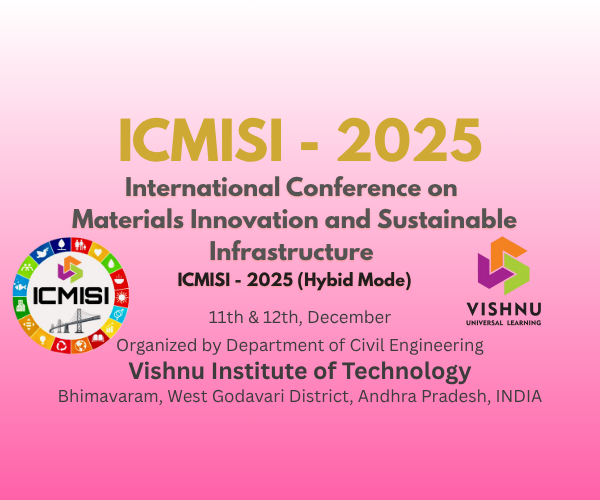 ICMISI - 2025
International Conference on
Materials Innovation and Sustainable
Infrastructure
ICMISI - 2025 (Hybid Mode)
ICMISI
VISHNU
UNIVERSAL LEARNING
11th & 12th, December
Organized by Department of Civil Engineering
Vishnu Institute of Technology
Bhimavaram, West Godavari District, Andhra Pradesh, INDIA